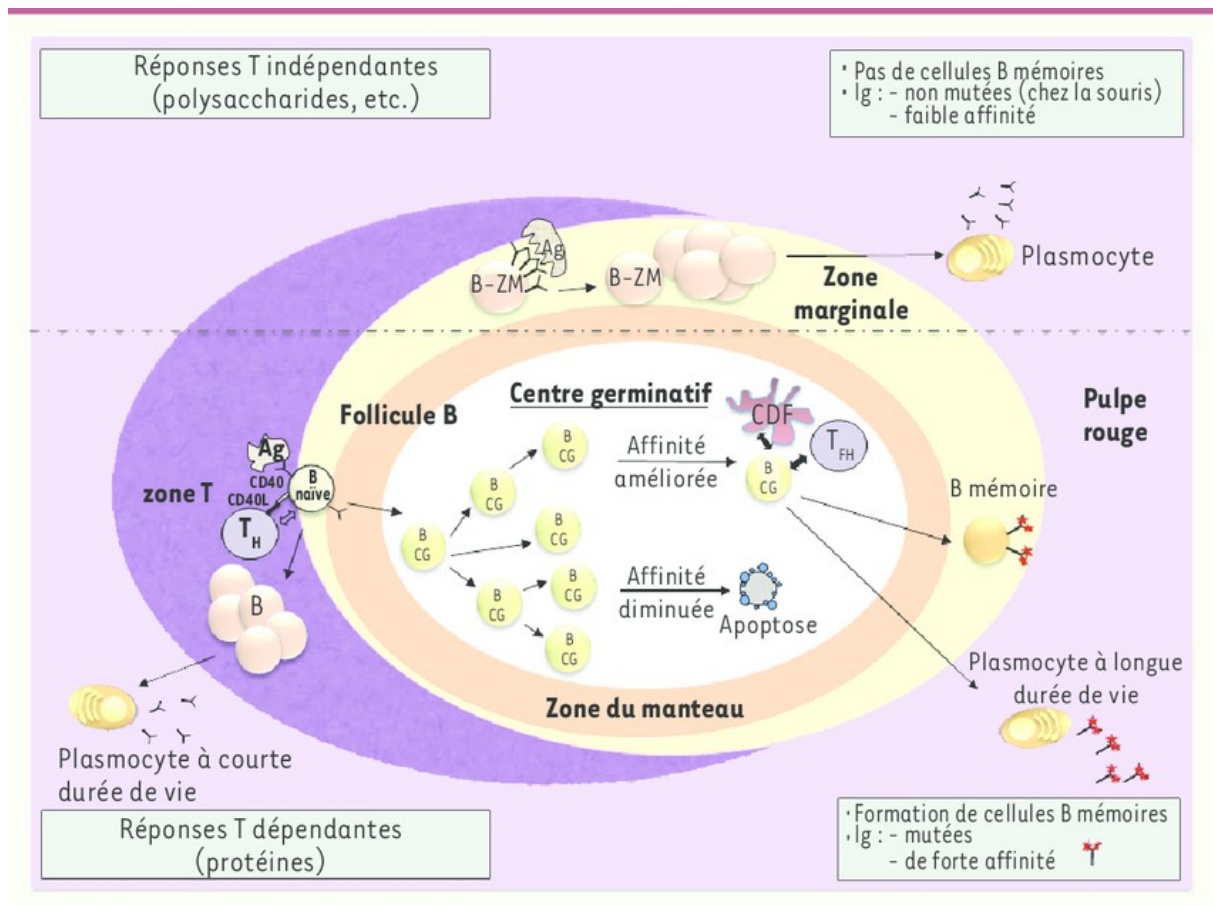 Réponses T indépendantes
(polysaccharides, etc.)
• Pas de cellules B mémoires
• Ig : - non mutées (chez la souris)
- faible affinité
Ag
B-ZM
B-ZM
Zone
marginale
Plasmocyte
Follicule B
Centre germinatif
CDF
T FH
Pulpe
rouge
Affinité
améliorée
B
CG
B
CG
B
CG
B
CG
B
CG
B
CG
B
CG
B
CG
Ag
CD40
CD40L
B
naïve
zone T
T H
B mémoire
Affinité
diminuée
Apoptose
B
Zone du manteau
Plasmocyte à longue
durée de vie
Plasmocyte à courte
durée de vie
Réponses T dépendantes
(protéines)
• Formation de cellules B mémoires
• Ig : - mutées
- de forte affinité